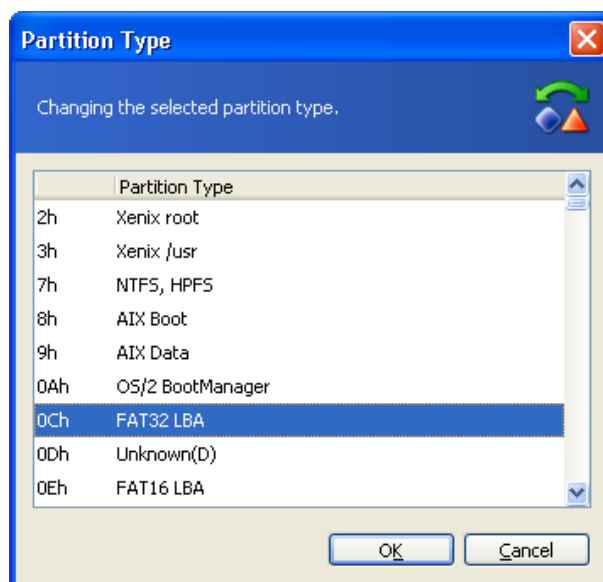 Partition Type
Changing the selected partition type.
Partition Type
2h Xenix root
3h Xenix /usr
7h NTFS, HPFS
8h AIX Boot
9h AIX Data
0Ah OS/2 BootManager
0Ch FAT32 LBA
0Dh Unknown(D)
0Eh FAT16 LBA
OK Cancel